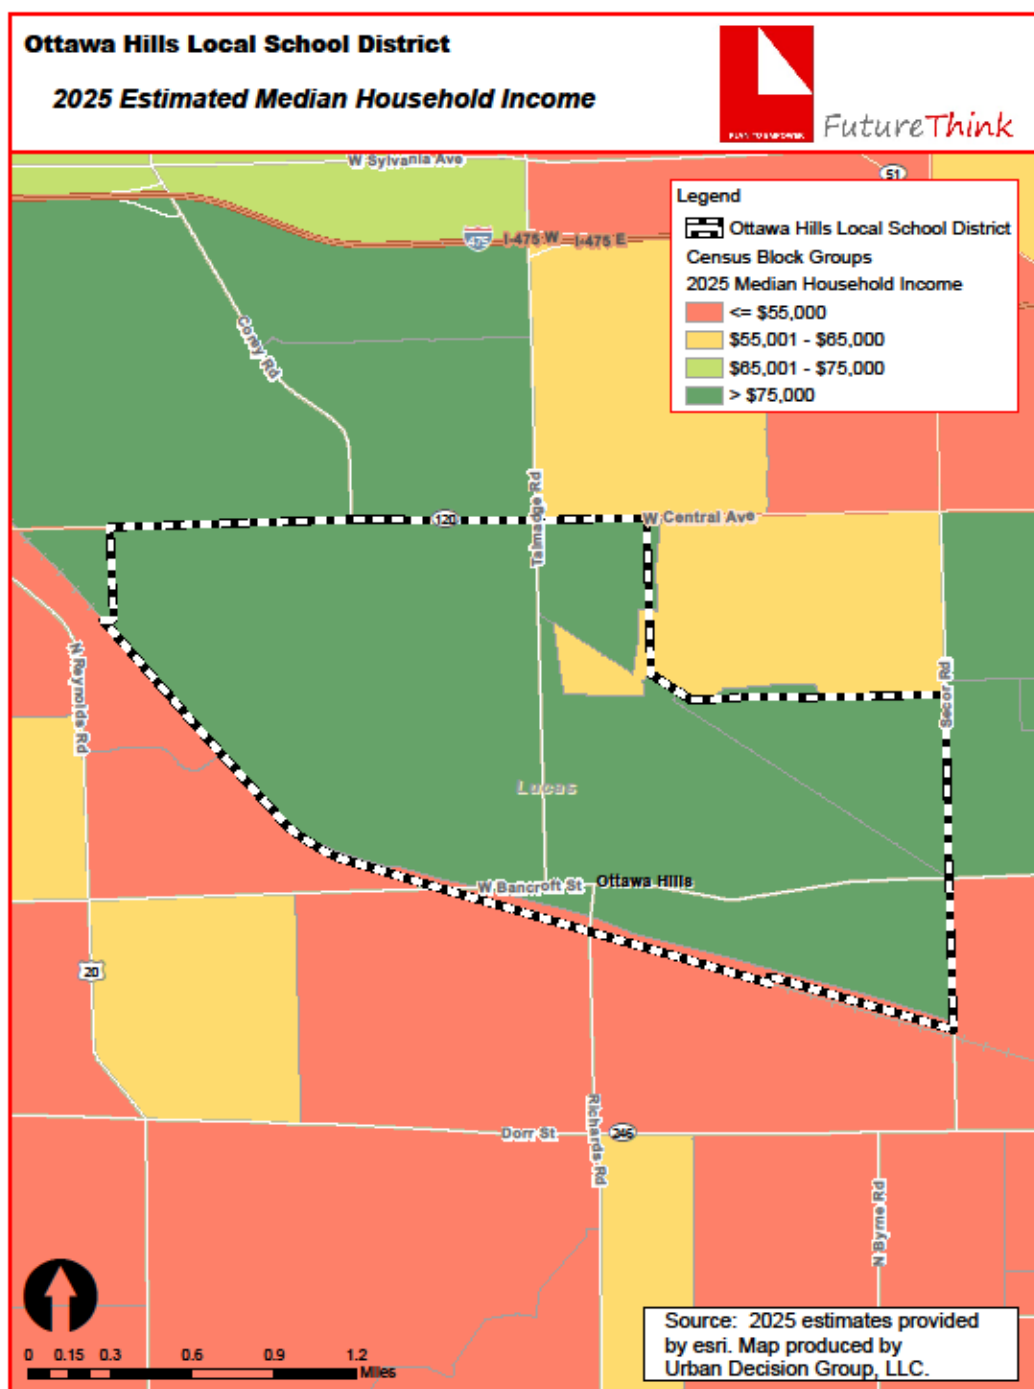 Ottawa Hills Local School District
2025 Estimated Median Household Income
PLAN TO EMPOWER
FutureThink
W Sylvania Ave
51
Legend
Ottawa Hills Local School District
Census Block Groups
2025 Median Household Income
<= $55,000
$55,001 - $65,000
$65,001 - $75,000
> $75,000
475
I-475 W
I-475 E
Corey Rd
Talmadge Rd
120
W Central Ave
N Reynolds Rd
Secor Rd
Lucas
W Bancroft St
Ottawa Hills
20
Richards Rd
Dorr St
246
N Byrne Rd
0 0.15 0.3 0.6 0.9 1.2
Miles
Source: 2025 estimates provided
by esri. Map produced by
Urban Decision Group, LLC.